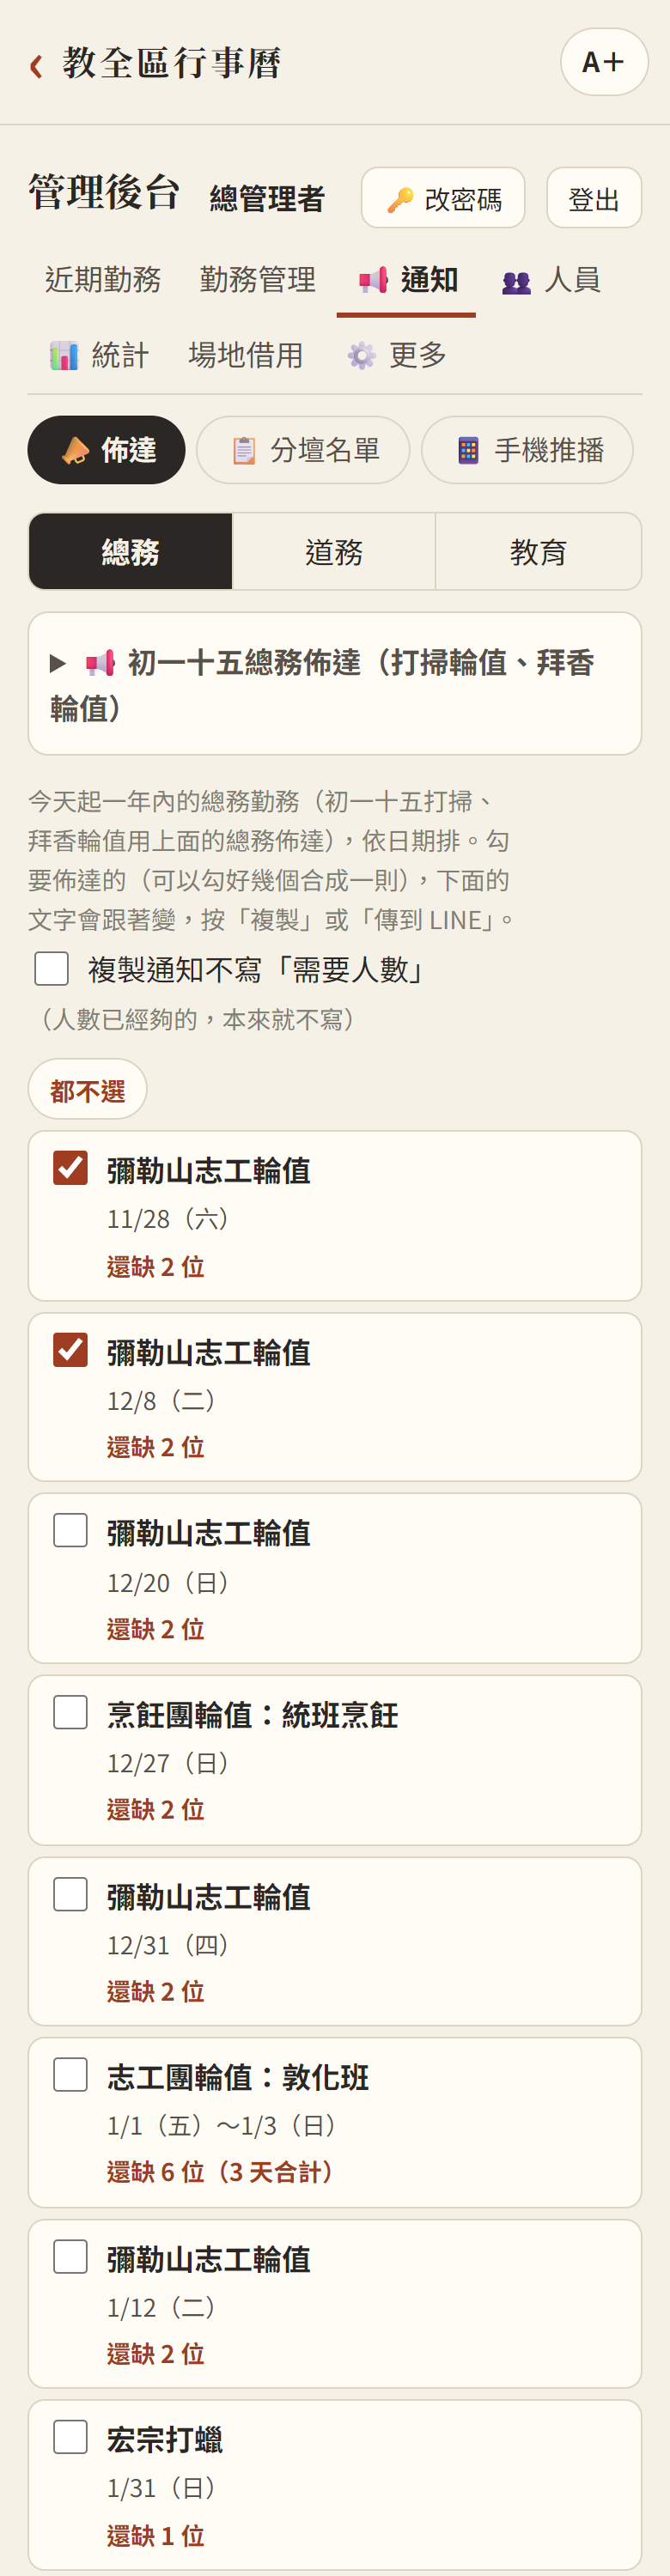 ‹ 教全區行事曆
A＋
管理後台 總管理者 改密碼 登出
近期勤務 勤務管理 通知 人員
統計 場地借用 更多
佈達 分壇名單 手機推播
總務 道務 教育
▶ 初一十五總務佈達（打掃輪值、拜香
輪值）
今天起一年內的總務勤務（初一十五打掃、
拜香輪值用上面的總務佈達），依日期排。勾
要佈達的（可以勾好幾個合成一則），下面的
文字會跟著變，按「複製」或「傳到 LINE」。
複製通知不寫「需要人數」
（人數已經夠的，本來就不寫）
都不選
彌勒山志工輪值
11/28（六）
還缺 2 位
彌勒山志工輪值
12/8（二）
還缺 2 位
彌勒山志工輪值
12/20（日）
還缺 2 位
烹飪團輪值：統班烹飪
12/27（日）
還缺 2 位
彌勒山志工輪值
12/31（四）
還缺 2 位
志工團輪值：敦化班
1/1（五）～1/3（日）
還缺 6 位（3 天合計）
彌勒山志工輪值
1/12（二）
還缺 2 位
宏宗打蠟
1/31（日）
還缺 1 位